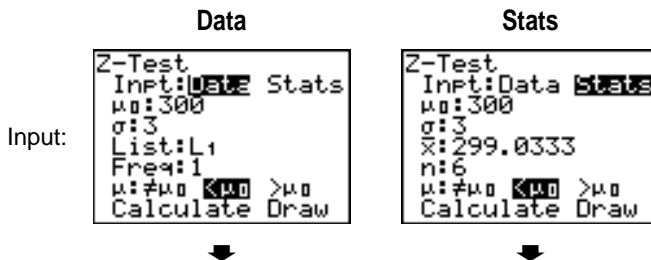 Data
Stats
Input:
Z-Test
Inpt:Data Stats
μ0:300
σ:3
List:L1
Freq:1
μ:≠μ0 <μ0 >μ0
Calculate Draw
Z-Test
Inpt:Data Stats
μ0:300
σ:3
x̄:299.0333
n:6
μ:≠μ0 <μ0 >μ0
Calculate Draw